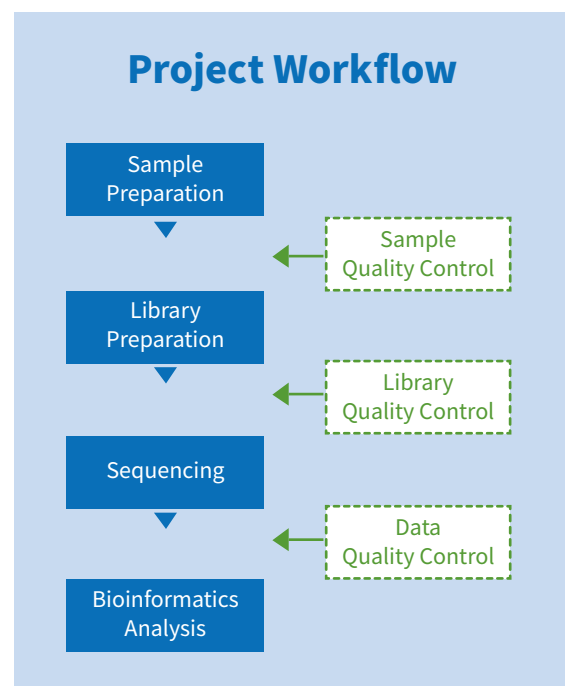 Project Workflow
Sample
Preparation
Sample
Quality Control
Library
Preparation
Library
Quality Control
Sequencing
Data
Quality Control
Bioinformatics
Analysis